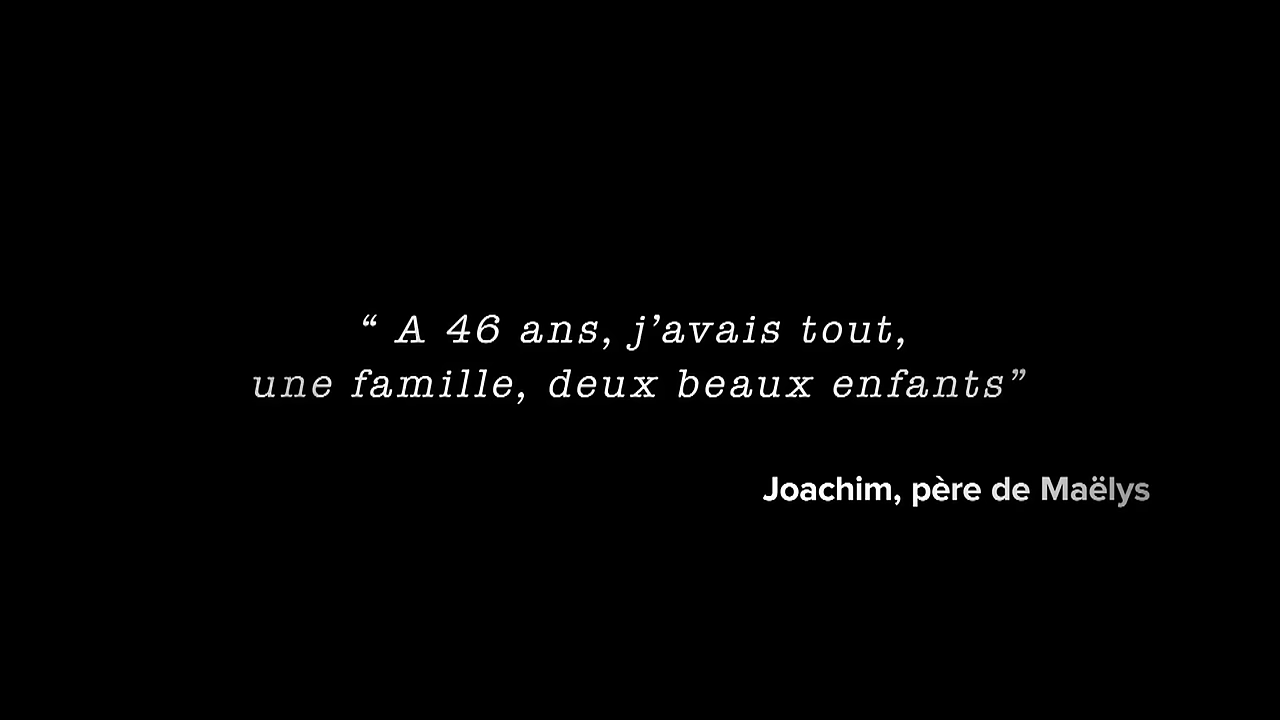 “ A 46 ans, j’avais tout,
une famille, deux beaux enfants”
Joachim, père de Maëlys